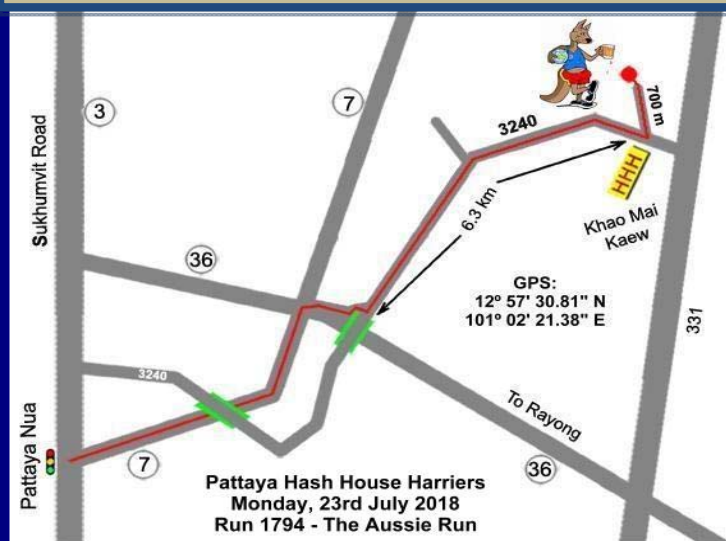 3
7
Sukhumvit Road
3240
700 m
HHH
6.3 km
Khao Mai
Kaew
36
GPS:
12º 57' 30.81" N
101º 02' 21.38" E
331
3240
To Rayong
Pattaya Nua
7
36
Pattaya Hash House Harriers
Monday, 23rd July 2018
Run 1794 - The Aussie Run